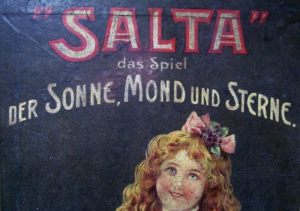 "SALTA"
das Spiel
DER SONNE, MOND UND STERNE.